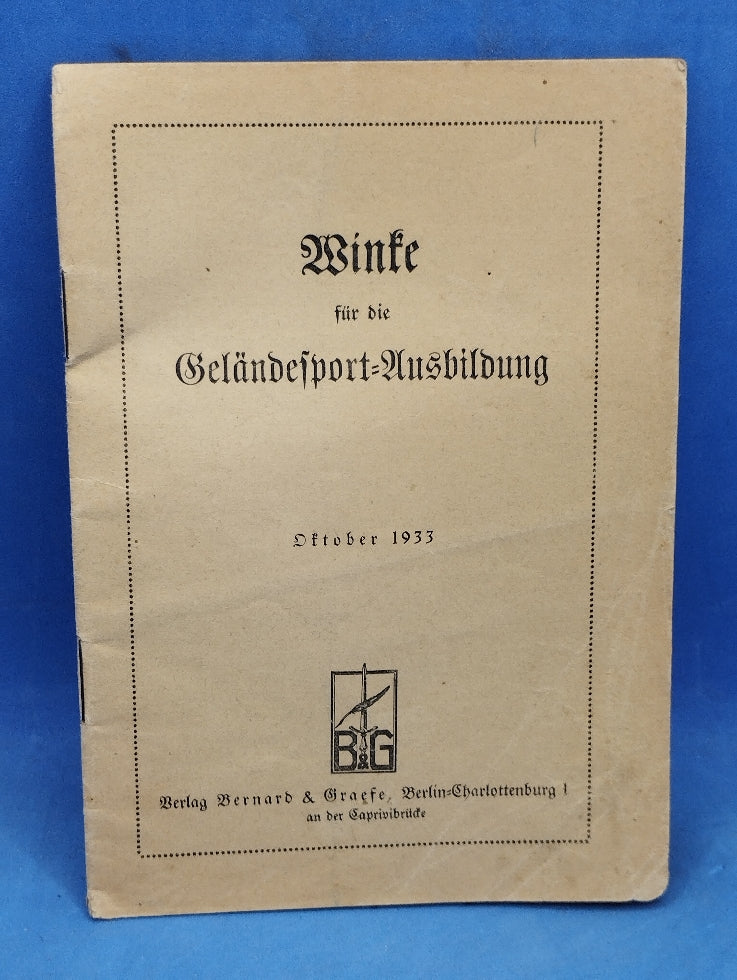 Winke
für die
Geländesport-Ausbildung
Oktober 1933
B&G
Verlag Bernard & Graefe, Berlin-Charlottenburg 1
an der Caprivibrücke